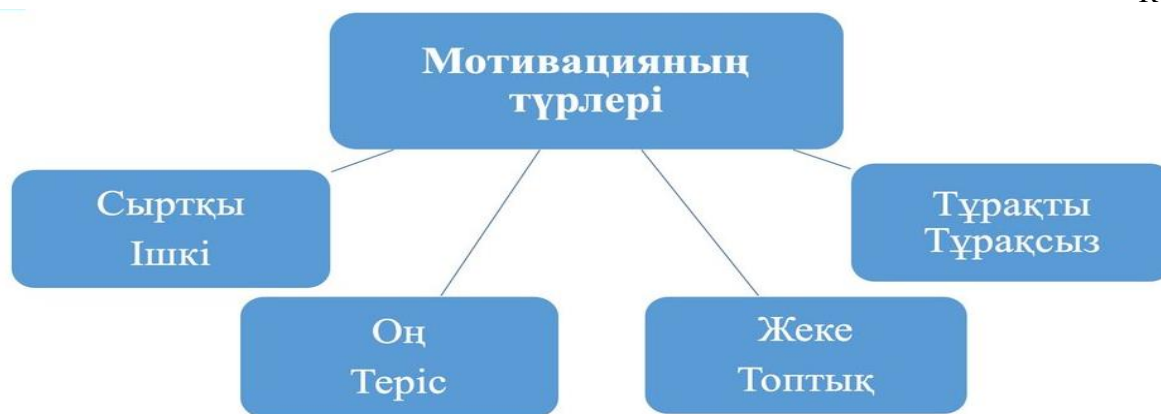 Мотивацияның
түрлері
Сыртқы
Ішкі
Оң
Теріс
Жеке
Топтық
Тұрақты
Тұрақсыз